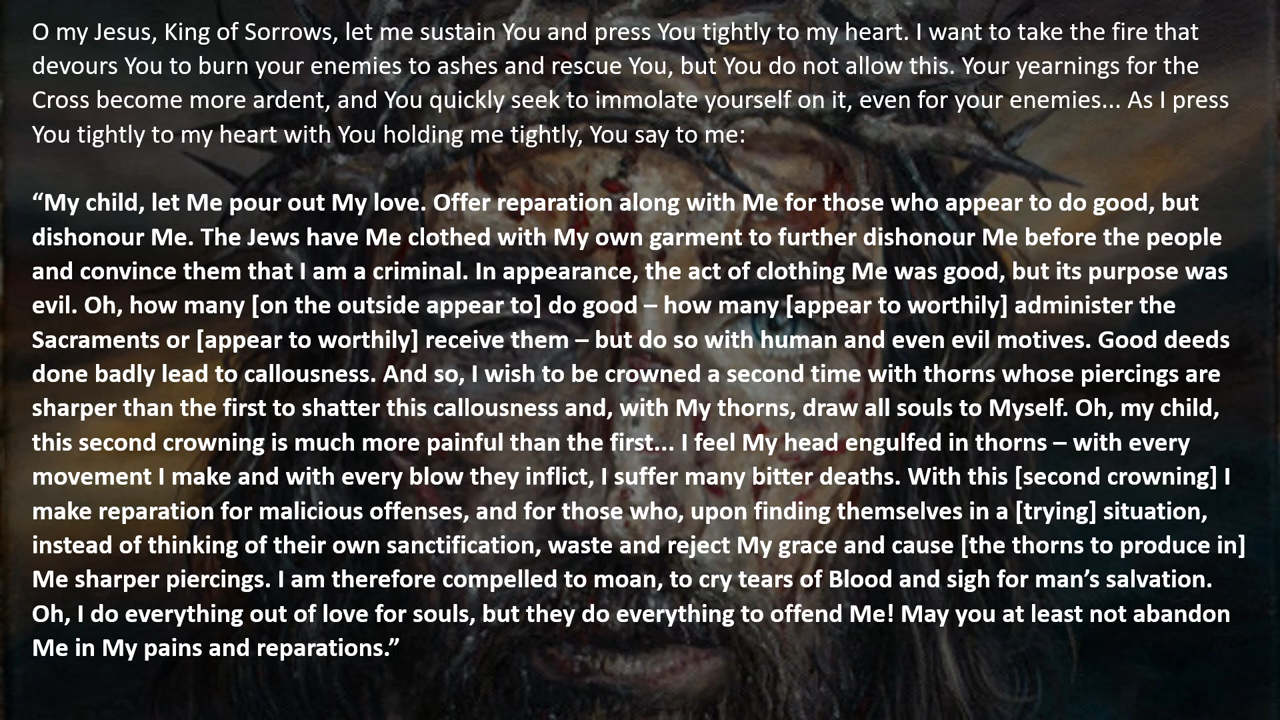 O my Jesus, King of Sorrows, let me sustain You and press You tightly to my heart. I want to take the fire that
devours You to burn your enemies to ashes and rescue You, but You do not allow this. Your yearnings for the
Cross become more ardent, and You quickly seek to immolate yourself on it, even for your enemies... As I press
You tightly to my heart with You holding me tightly, You say to me:
“My child, let Me pour out My love. Offer reparation along with Me for those who appear to do good, but
dishonour Me. The Jews have Me clothed with My own garment to further dishonour Me before the people
and convince them that I am a criminal. In appearance, the act of clothing Me was good, but its purpose was
evil. Oh, how many [on the outside appear to] do good – how many [appear to worthily] administer the
Sacraments or [appear to worthily] receive them – but do so with human and even evil motives. Good deeds
done badly lead to callousness. And so, I wish to be crowned a second time with thorns whose piercings are
sharper than the first to shatter this callousness and, with My thorns, draw all souls to Myself. Oh, my child,
this second crowning is much more painful than the first... I feel My head engulfed in thorns – with every
movement I make and with every blow they inflict, I suffer many bitter deaths. With this [second crowning] I
make reparation for malicious offenses, and for those who, upon finding themselves in a [trying] situation,
instead of thinking of their own sanctification, waste and reject My grace and cause [the thorns to produce in]
Me sharper piercings. I am therefore compelled to moan, to cry tears of Blood and sigh for man’s salvation.
Oh, I do everything out of love for souls, but they do everything to offend Me! May you at least not abandon
Me in My pains and reparations.”